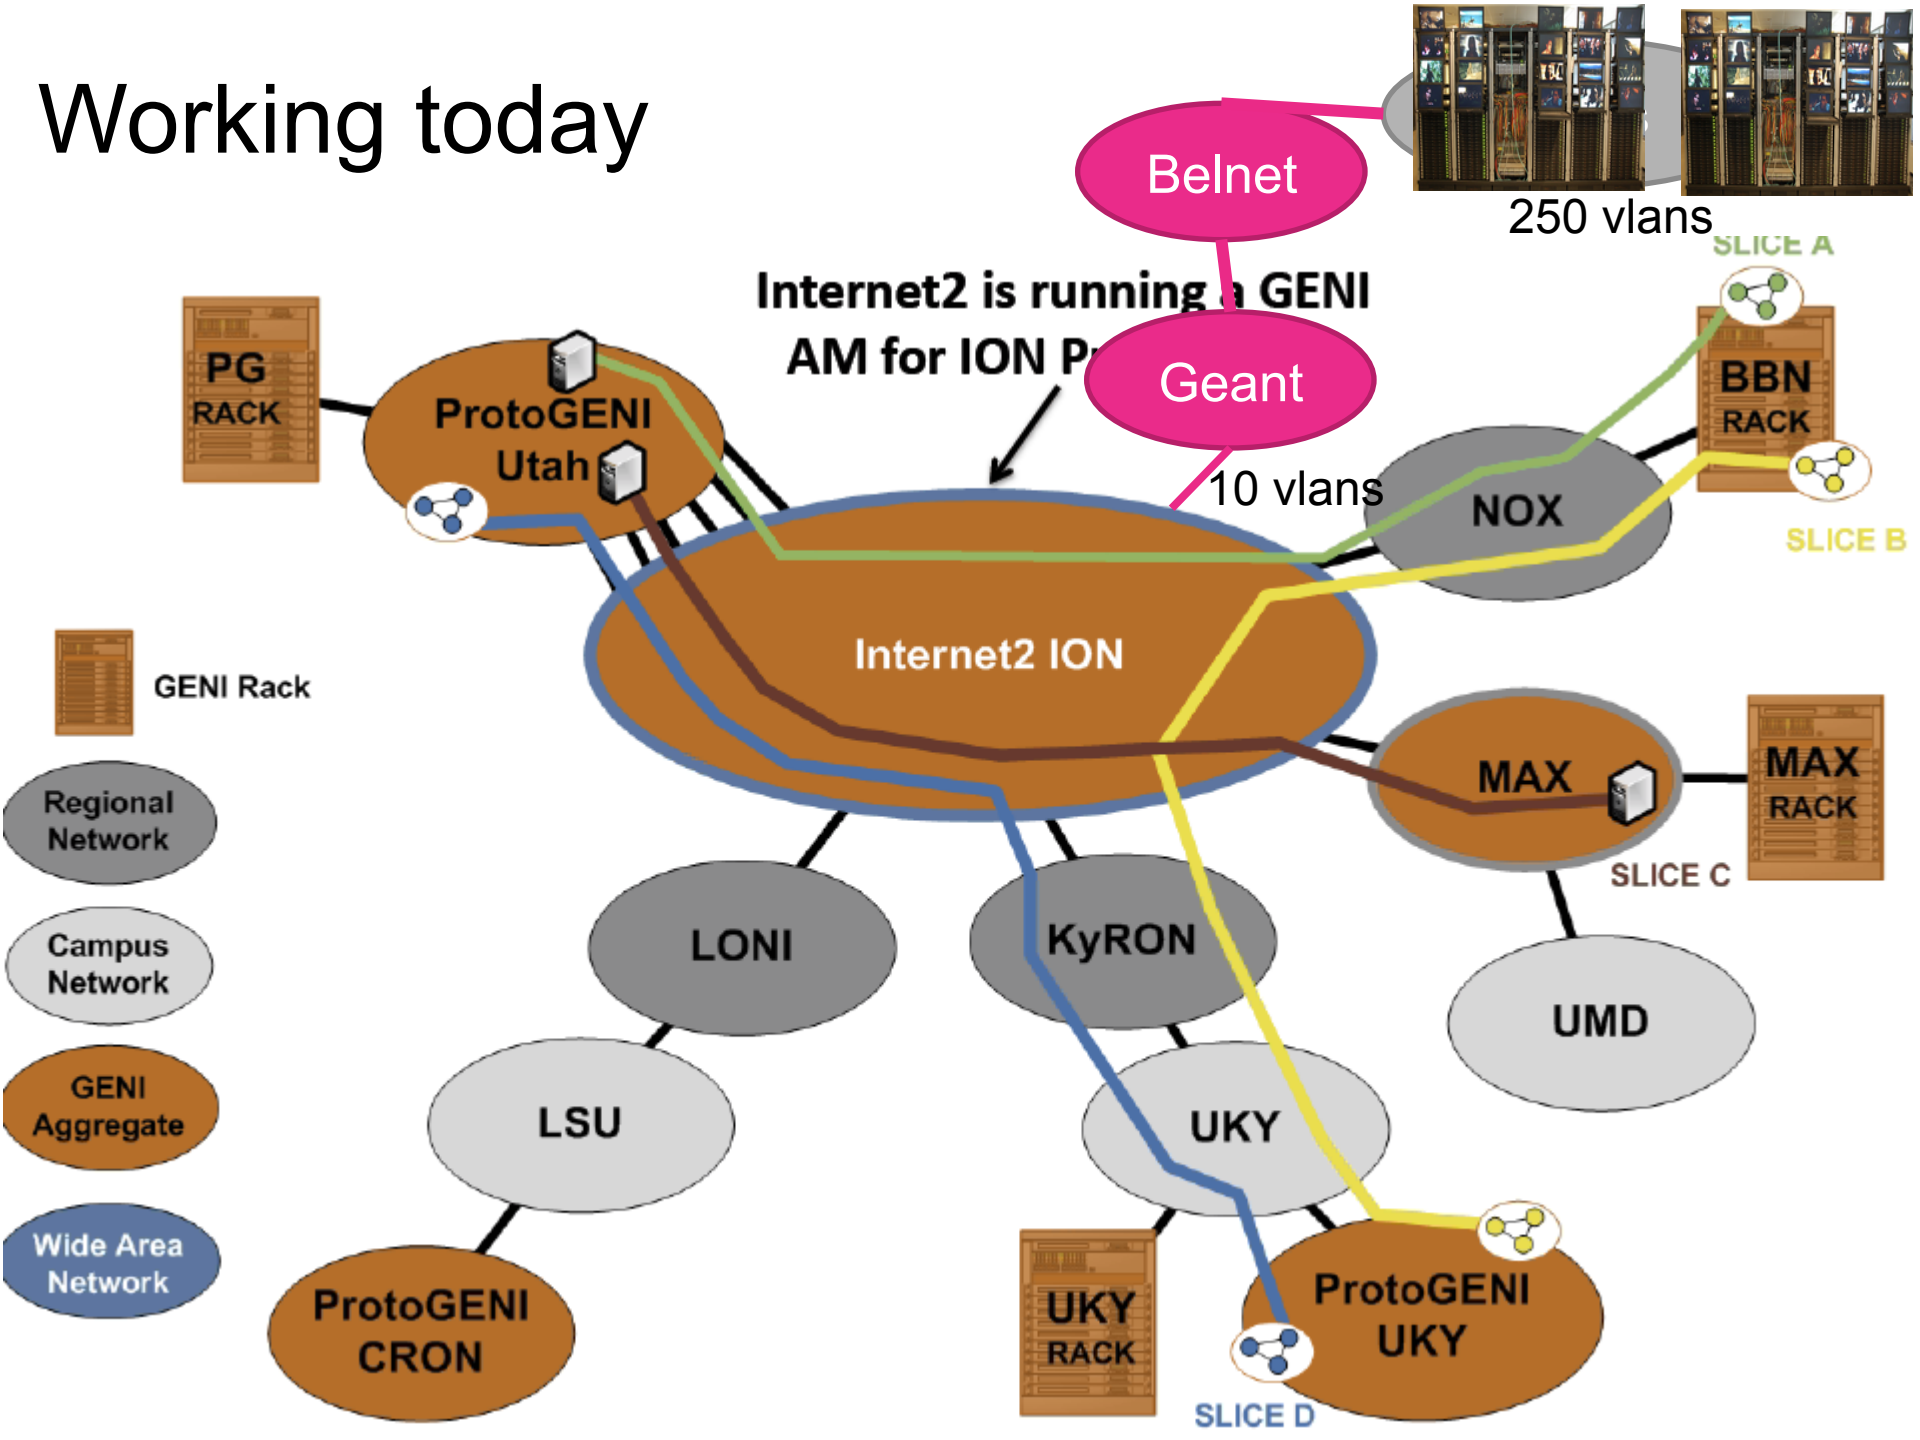 Working today
Belnet
250 vlans
SLICE A
Internet2 is running a GENI
AM for ION
Geant
PG
RACK
ProtoGENI
Utah
BBN
RACK
10 vlans
NOX
SLICE B
Internet2 ION
GENI Rack
MAX
MAX
RACK
SLICE C
Regional
Network
LONI
KyRON
Campus
Network
UMD
GENI
Aggregate
LSU
UKY
Wide Area
Network
ProtoGENI
CRON
UKY
RACK
ProtoGENI
UKY
SLICE D